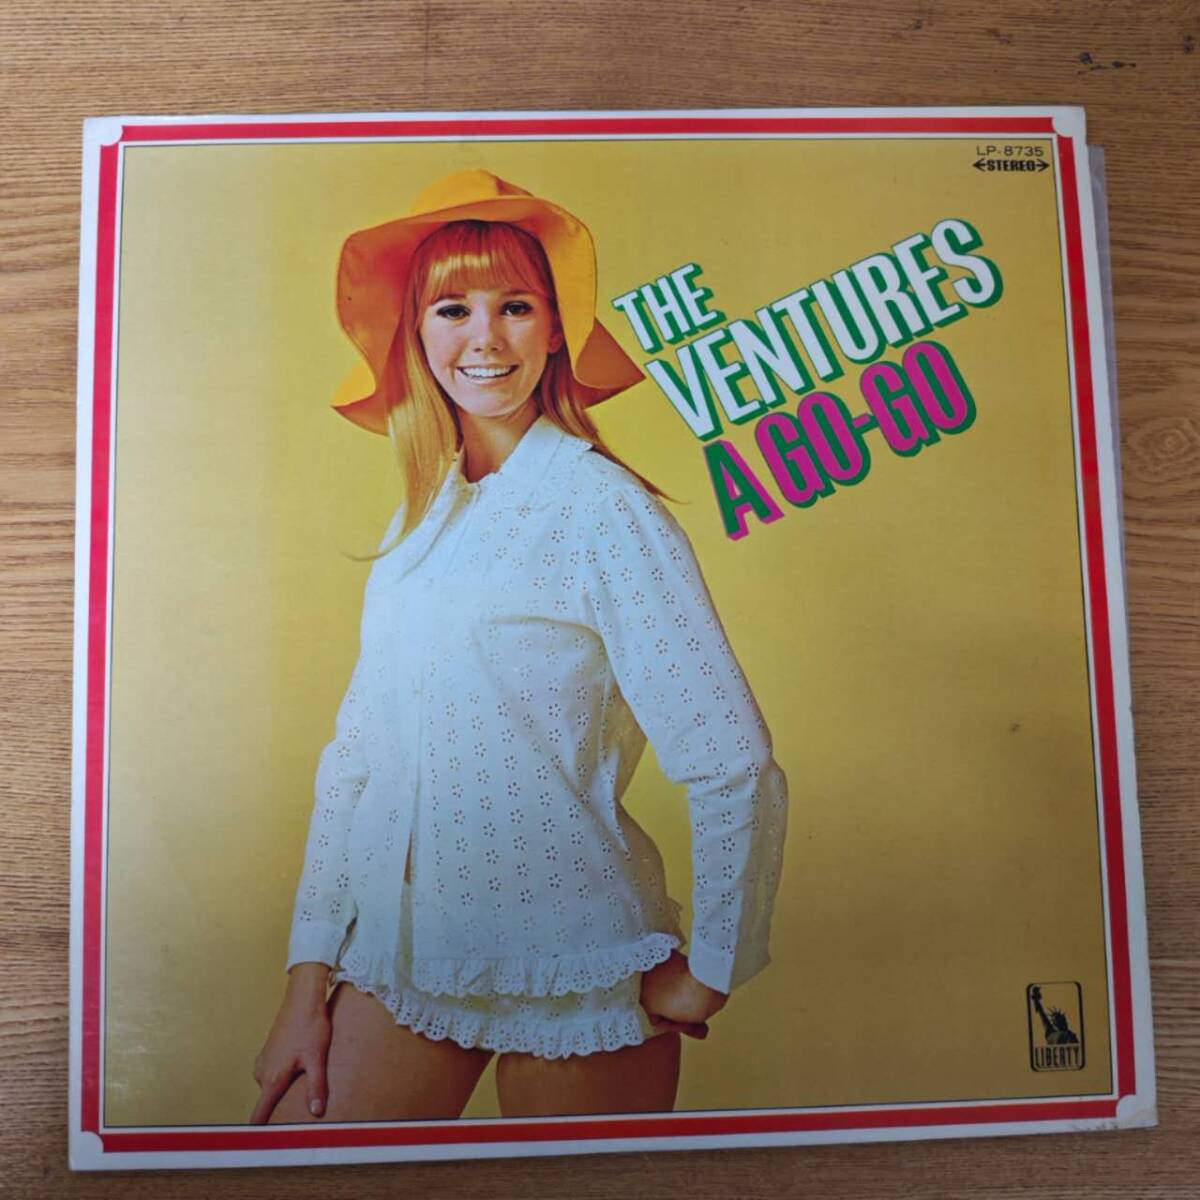 LP-8735
STEREO
THE
VENTURES
A GO-GO
LIBERTY